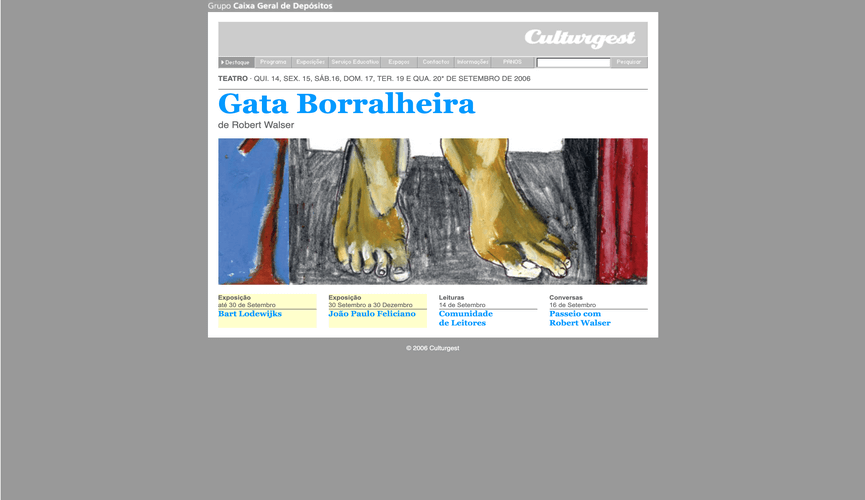 Grupo Caixa Geral de Depósitos
Culturgest
Destaque Programa Exposições Serviço Educativo Espaços Contactos Informações PANOS Pesquisar
TEATRO · QUI. 14, SEX. 15, SÁB.16, DOM. 17, TER. 19 E QUA. 20* DE SETEMBRO DE 2006
Gata Borralheira
de Robert Walser
Exposição
até 30 de Setembro
Bart Lodewijks
Exposição
30 Setembro a 30 Dezembro
João Paulo Feliciano
Leituras
14 de Setembro
Comunidade
de Leitores
Conversas
16 de Setembro
Passeio com
Robert Walser
© 2006 Culturgest